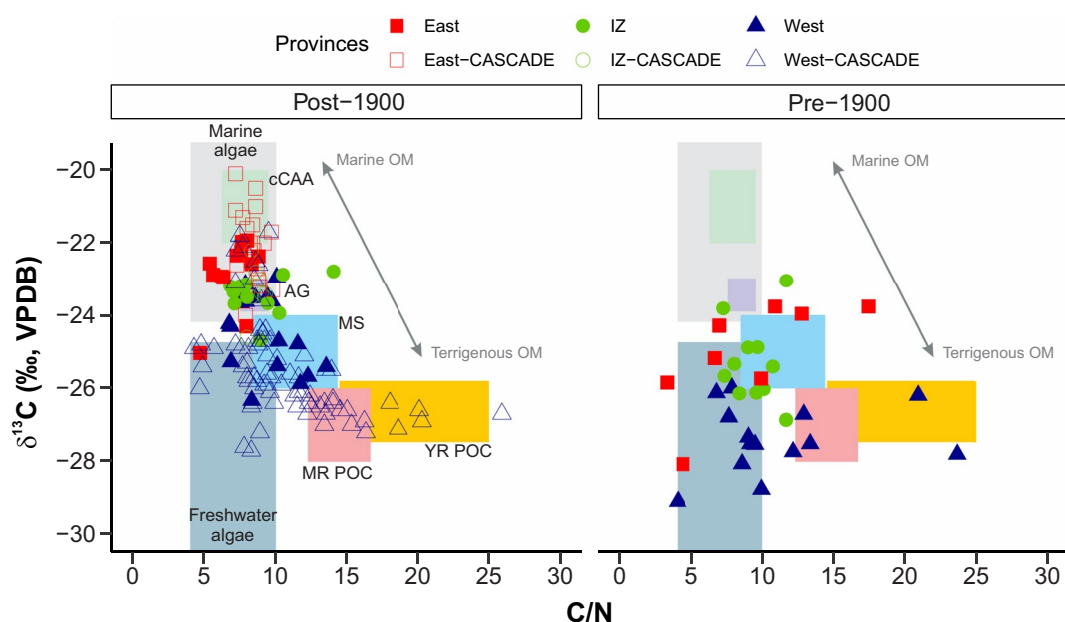 Provinces
East
IZ
West
East−CASCADE
IZ−CASCADE
West−CASCADE
Post−1900
Pre−1900
Marine
algae
Marine OM
Marine OM
cCAA
AG
MS
Terrigenous OM
Terrigenous OM
YR POC
MR POC
Freshwater
algae
δ13C (‰, VPDB)
−20
−22
−24
−26
−28
−30
0 5 10 15 20 25 30
0 5 10 15 20 25 30
C/N